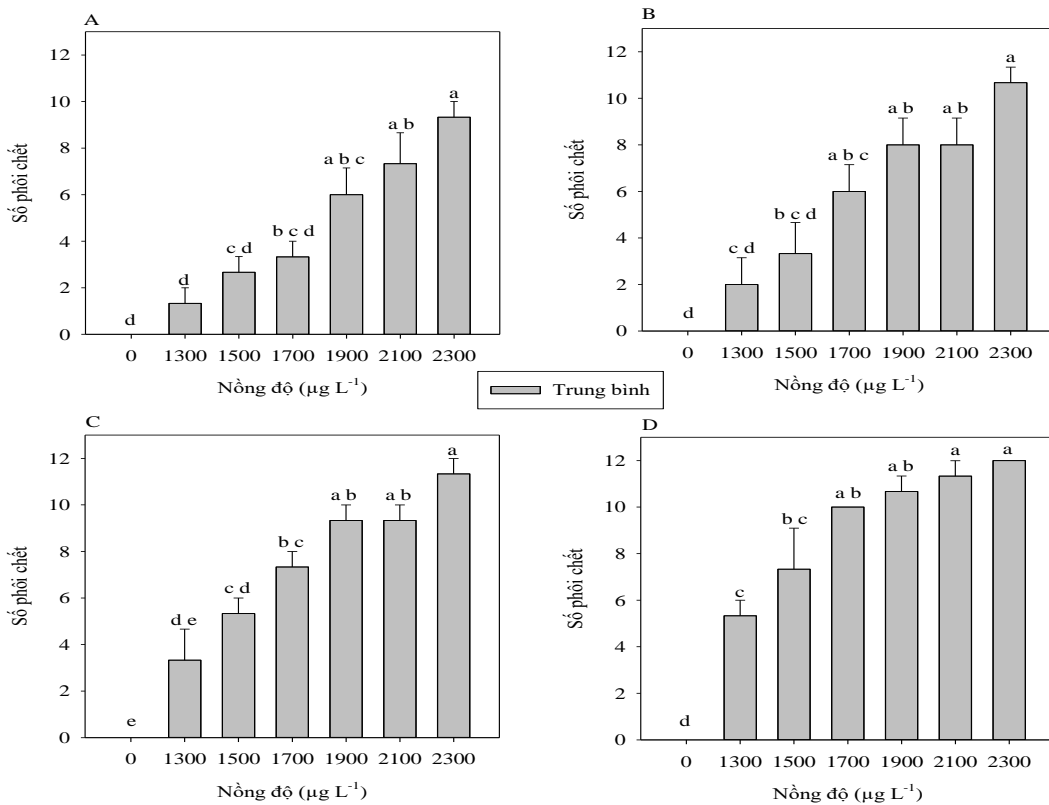 A
Số phôi chết
12
10
8
6
4
2
0
d
d
c d
b c d
a b c
a b
a
0 1300 1500 1700 1900 2100 2300
Nồng độ (µg L⁻¹)
B
Số phôi chết
12
10
8
6
4
2
0
d
c d
b c d
a b c
a b
a b
a
0 1300 1500 1700 1900 2100 2300
Nồng độ (µg L⁻¹)
Trung bình
C
Số phôi chết
12
10
8
6
4
2
0
e
d e
c d
b c
a b
a b
a
0 1300 1500 1700 1900 2100 2300
Nồng độ (µg L⁻¹)
D
Số phôi chết
12
10
8
6
4
2
0
d
c
b c
a b
a b
a
a
0 1300 1500 1700 1900 2100 2300
Nồng độ (µg L⁻¹)